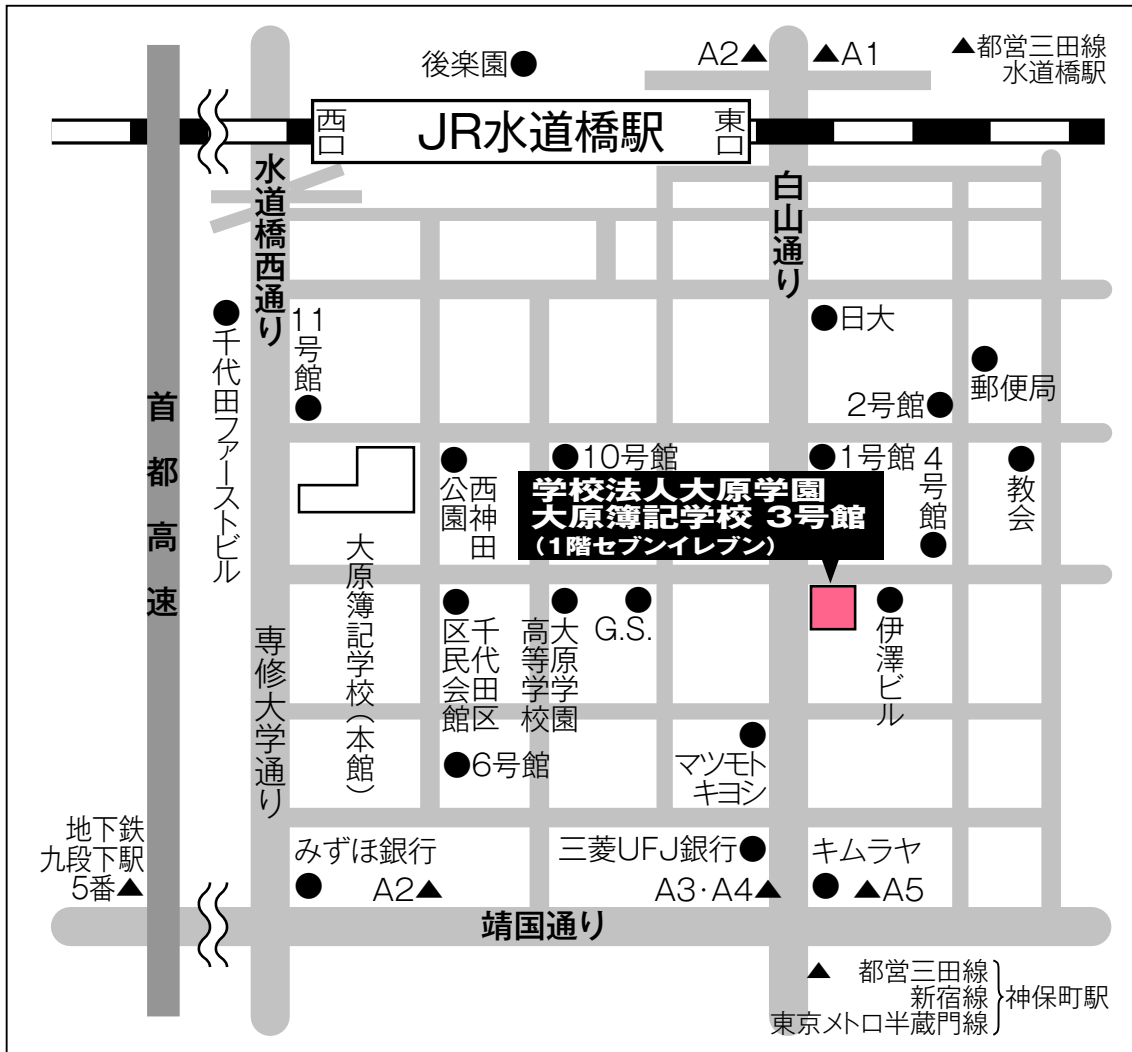 後楽園
A2▲
▲A1
▲都営三田線
水道橋駅
西口
JR水道橋駅
東口
水道橋西通り
白山通り
千代田ファーストビル
11号館
日大
郵便局
2号館
首都高速
10号館
1号館
4号館
教会
西神田
公園
学校法人大原学園
大原簿記学校 3号館
(1階セブンイレブン)
大原簿記学校(本館)
千代田区
区民会館
大原学園
高等学校
G.S.
伊澤ビル
専修大学通り
6号館
マツモト
キヨシ
地下鉄
九段下駅
5番▲
みずほ銀行
A2▲
三菱UFJ銀行
A3・A4▲
キムラヤ
▲A5
靖国通り
▲ 都営三田線
新宿線
東京メトロ半蔵門線
神保町駅